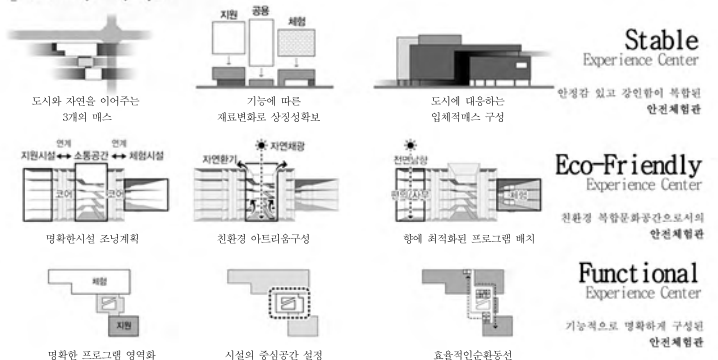 지원
공용
체험
도시와 자연을 이어주는
3개의 매스
기능에 따른
재료변화로 상징성확보
도시에 대응하는
입체적매스 구성
Stable
Experience Center
안정감 있고 강인함이 복합된
안전체험관
연계
연계
지원시설
소통공간
체험시설
코어
코어
명확한시설 조닝계획
자연환기
자연채광
친환경 아트리움구성
전면남향
편의/사무
체험
향에 최적화된 프로그램 배치
Eco-Friendly
Experience Center
친환경 복합문화공간으로서의
안전체험관
체험
지원
명확한 프로그램 영역화
시설의 중심공간 설정
효율적인순환동선
Functional
Experience Center
기능적으로 명확하게 구성된
안전체험관